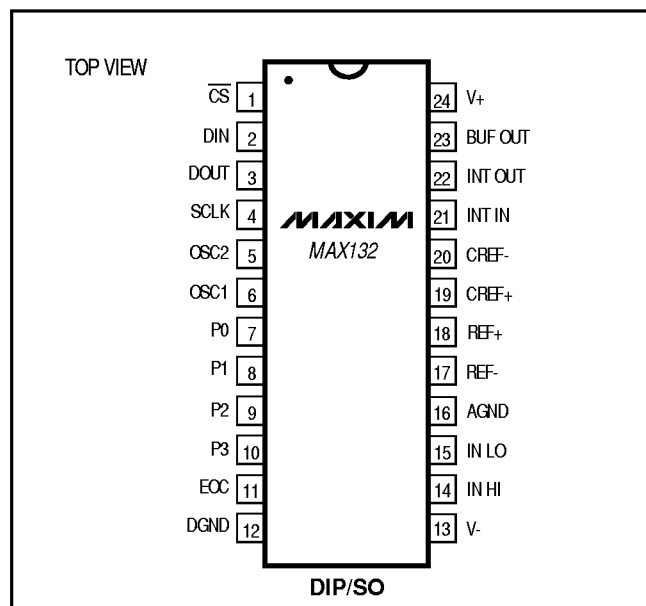 TOP VIEW
C̅S̅ 1
DIN 2
DOUT 3
SCLK 4
OSC2 5
OSC1 6
P0 7
P1 8
P2 9
P3 10
EOC 11
DGND 12
MAXIM
MAX132
24 V+
23 BUF OUT
22 INT OUT
21 INT IN
20 CREF-
19 CREF+
18 REF+
17 REF-
16 AGND
15 IN LO
14 IN HI
13 V-
DIP/SO